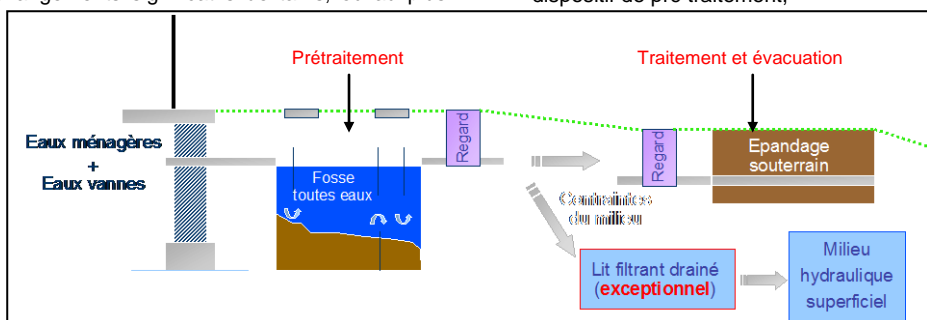 dispositif de pré traitement,
Prétraitement
Traitement et évacuation
Eaux ménagères
+
Eaux vannes
Regard
Fosse
toutes eaux
Regard
Epandage
souterrain
Contraintes
du milieu
Lit filtrant drainé
(exceptionnel)
Milieu
hydraulique
superficiel